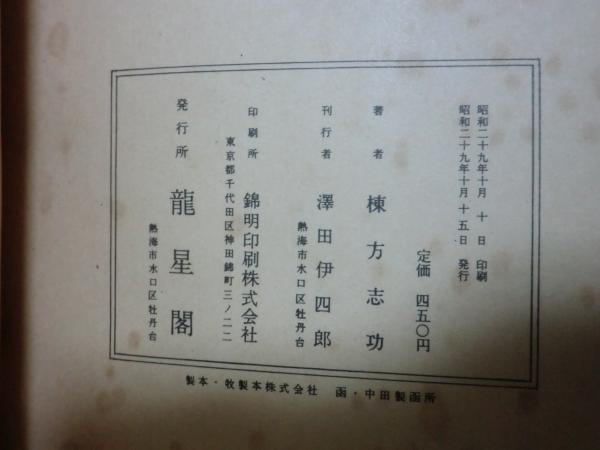 昭和二十九年十月 十日 印刷
昭和二十九年十月十五日 発行
定価 四五〇円
著者 棟方志功
刊行者 澤田伊四郎
熱海市水口区牡丹台
印刷所 錦明印刷株式会社
東京都千代田区神田錦町三ノ二二
発行所 龍星閣
熱海市水口区牡丹台
製本・牧製本株式会社 函・中田製函所